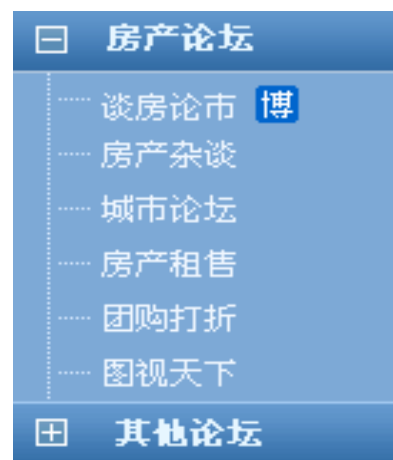 房产论坛
谈房论市 博
房产杂谈
城市论坛
房产租售
团购打折
图视天下
其他论坛